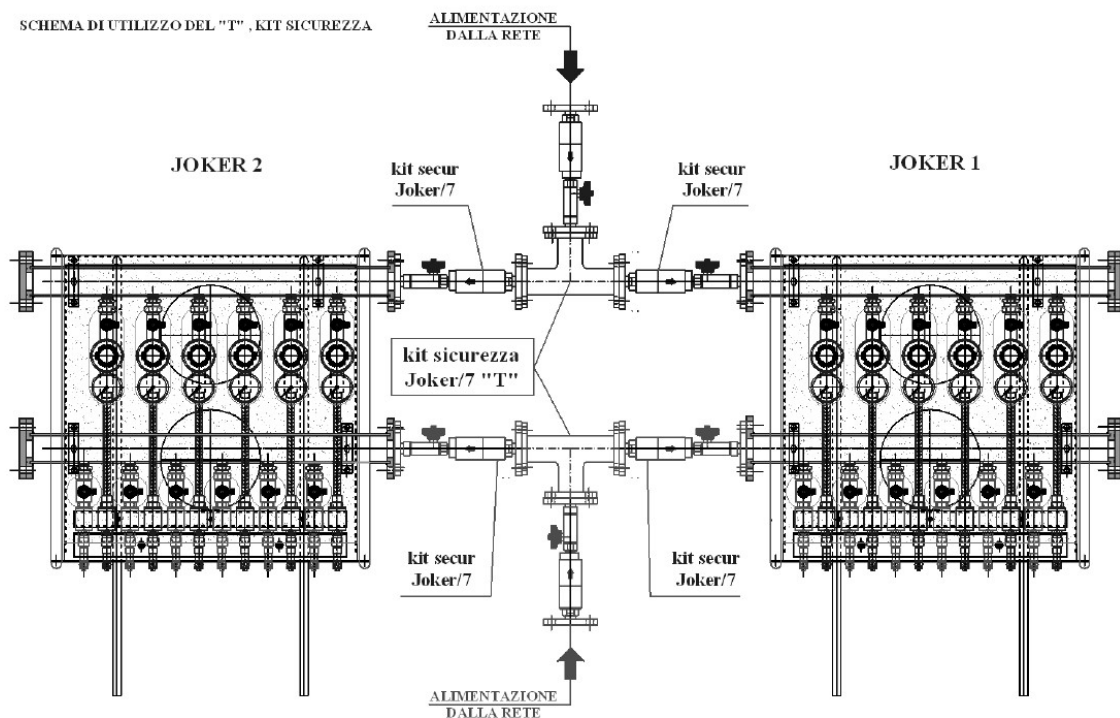 SCHEMA DI UTILIZZO DEL "T" , KIT SICUREZZA
ALIMENTAZIONE
DALLA RETE
JOKER 2
kit secur
Joker/7
kit secur
Joker/7
JOKER 1
kit sicurezza
Joker/7 "T"
kit secur
Joker/7
kit secur
Joker/7
ALIMENTAZIONE
DALLA RETE